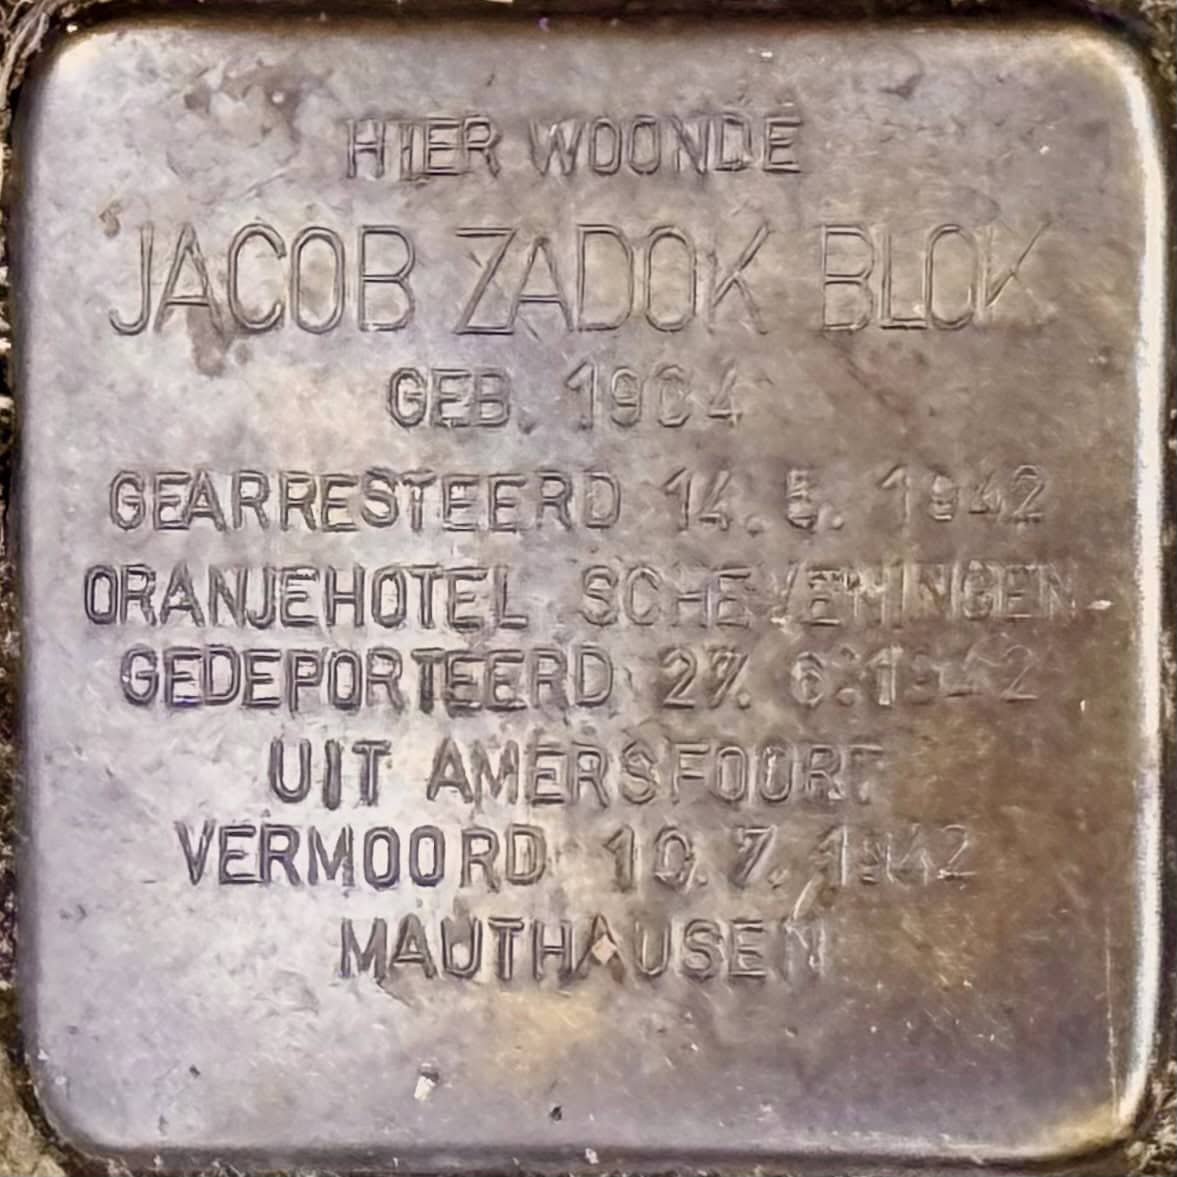 HIER WOONDE
JACOB ZADOK BLOK
GEB. 1904
GEARRESTEERD 14.5.1942
ORANJEHOTEL SCHEVENINGEN
GEDEPORTEERD 27.6.1942
UIT AMERSFOORT
VERMOORD 10.7.1942
MAUTHAUSEN